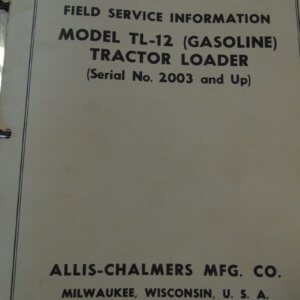 FIELD SERVICE INFORMATION
MODEL TL-12 (GASOLINE)
TRACTOR LOADER
(Serial No. 2003 and Up)
ALLIS-CHALMERS MFG. CO.
MILWAUKEE, WISCONSIN, U. S. A.